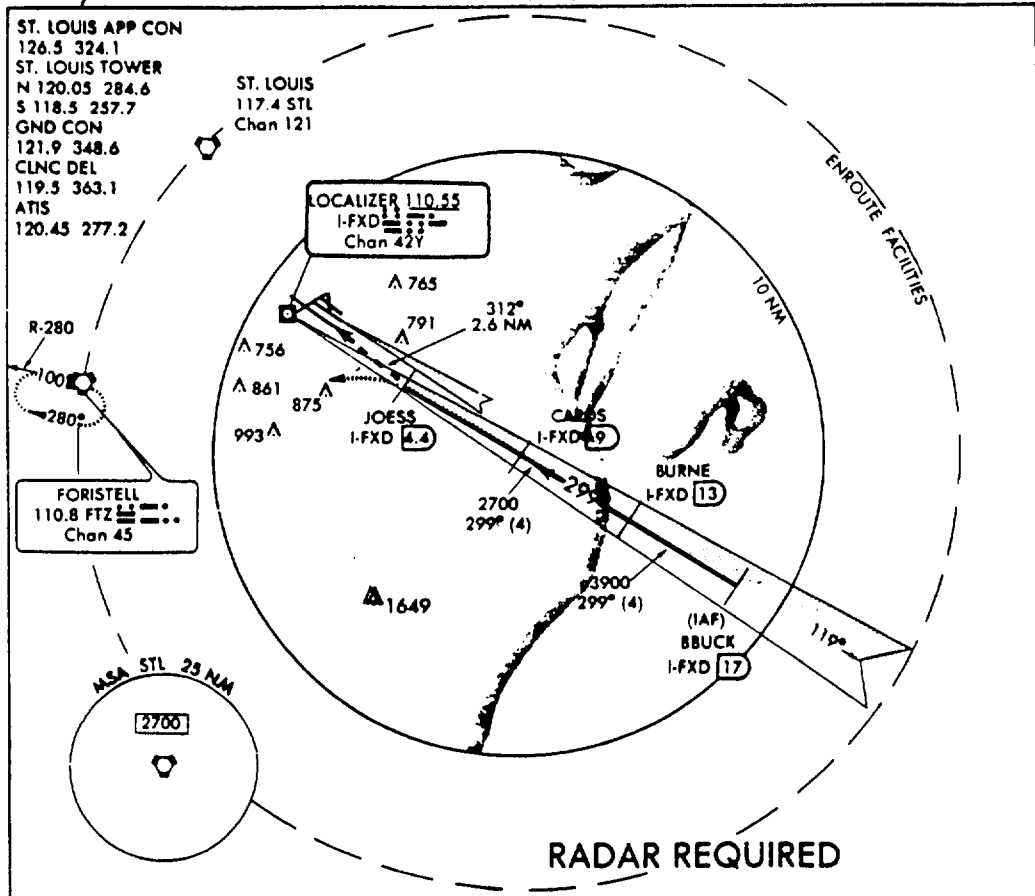 ST. LOUIS APP CON
126.5 324.1
ST. LOUIS TOWER
N 120.05 284.6
S 118.5 257.7
GND CON
121.9 348.6
CLNC DEL
119.5 363.1
ATIS
120.45 277.2
ST. LOUIS
117.4 STL
Chan 121
ENROUTE FACILITIES
LOCALIZER 110.55
I-FXD
Chan 42Y
10 NM
765
312°
2.6 NM
791
R-280
756
100°
861
875
280°
993
JOESS
I-FXD 4.4
CARDS
I-FXD 9
BURNE
I-FXD 13
299°
FORISTELL
110.8 FTZ
Chan 45
2700
299° (4)
3900
299° (4)
1649
(IAF)
BBUCK
I-FXD 17
119°
MSA STL 25 NM
2700
RADAR REQUIRED